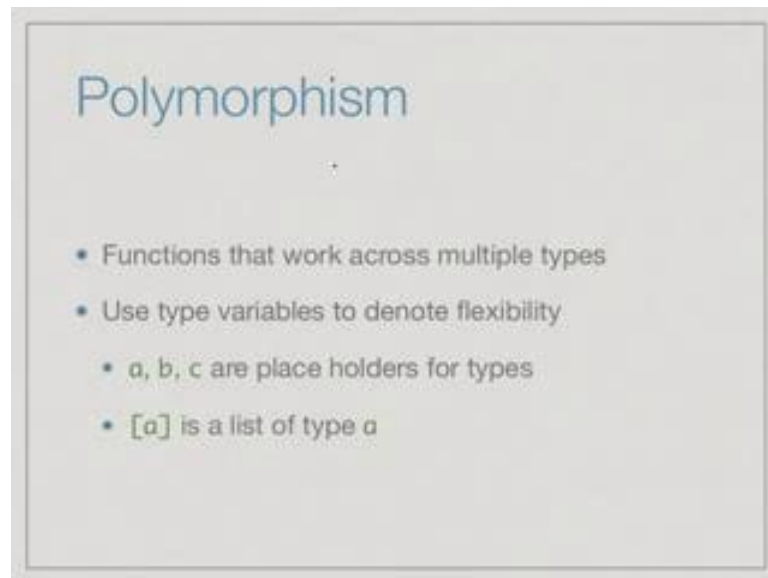 Polymorphism
• Functions that work across multiple types
• Use type variables to denote flexibility
• a, b, c are place holders for types
• [a] is a list of type a